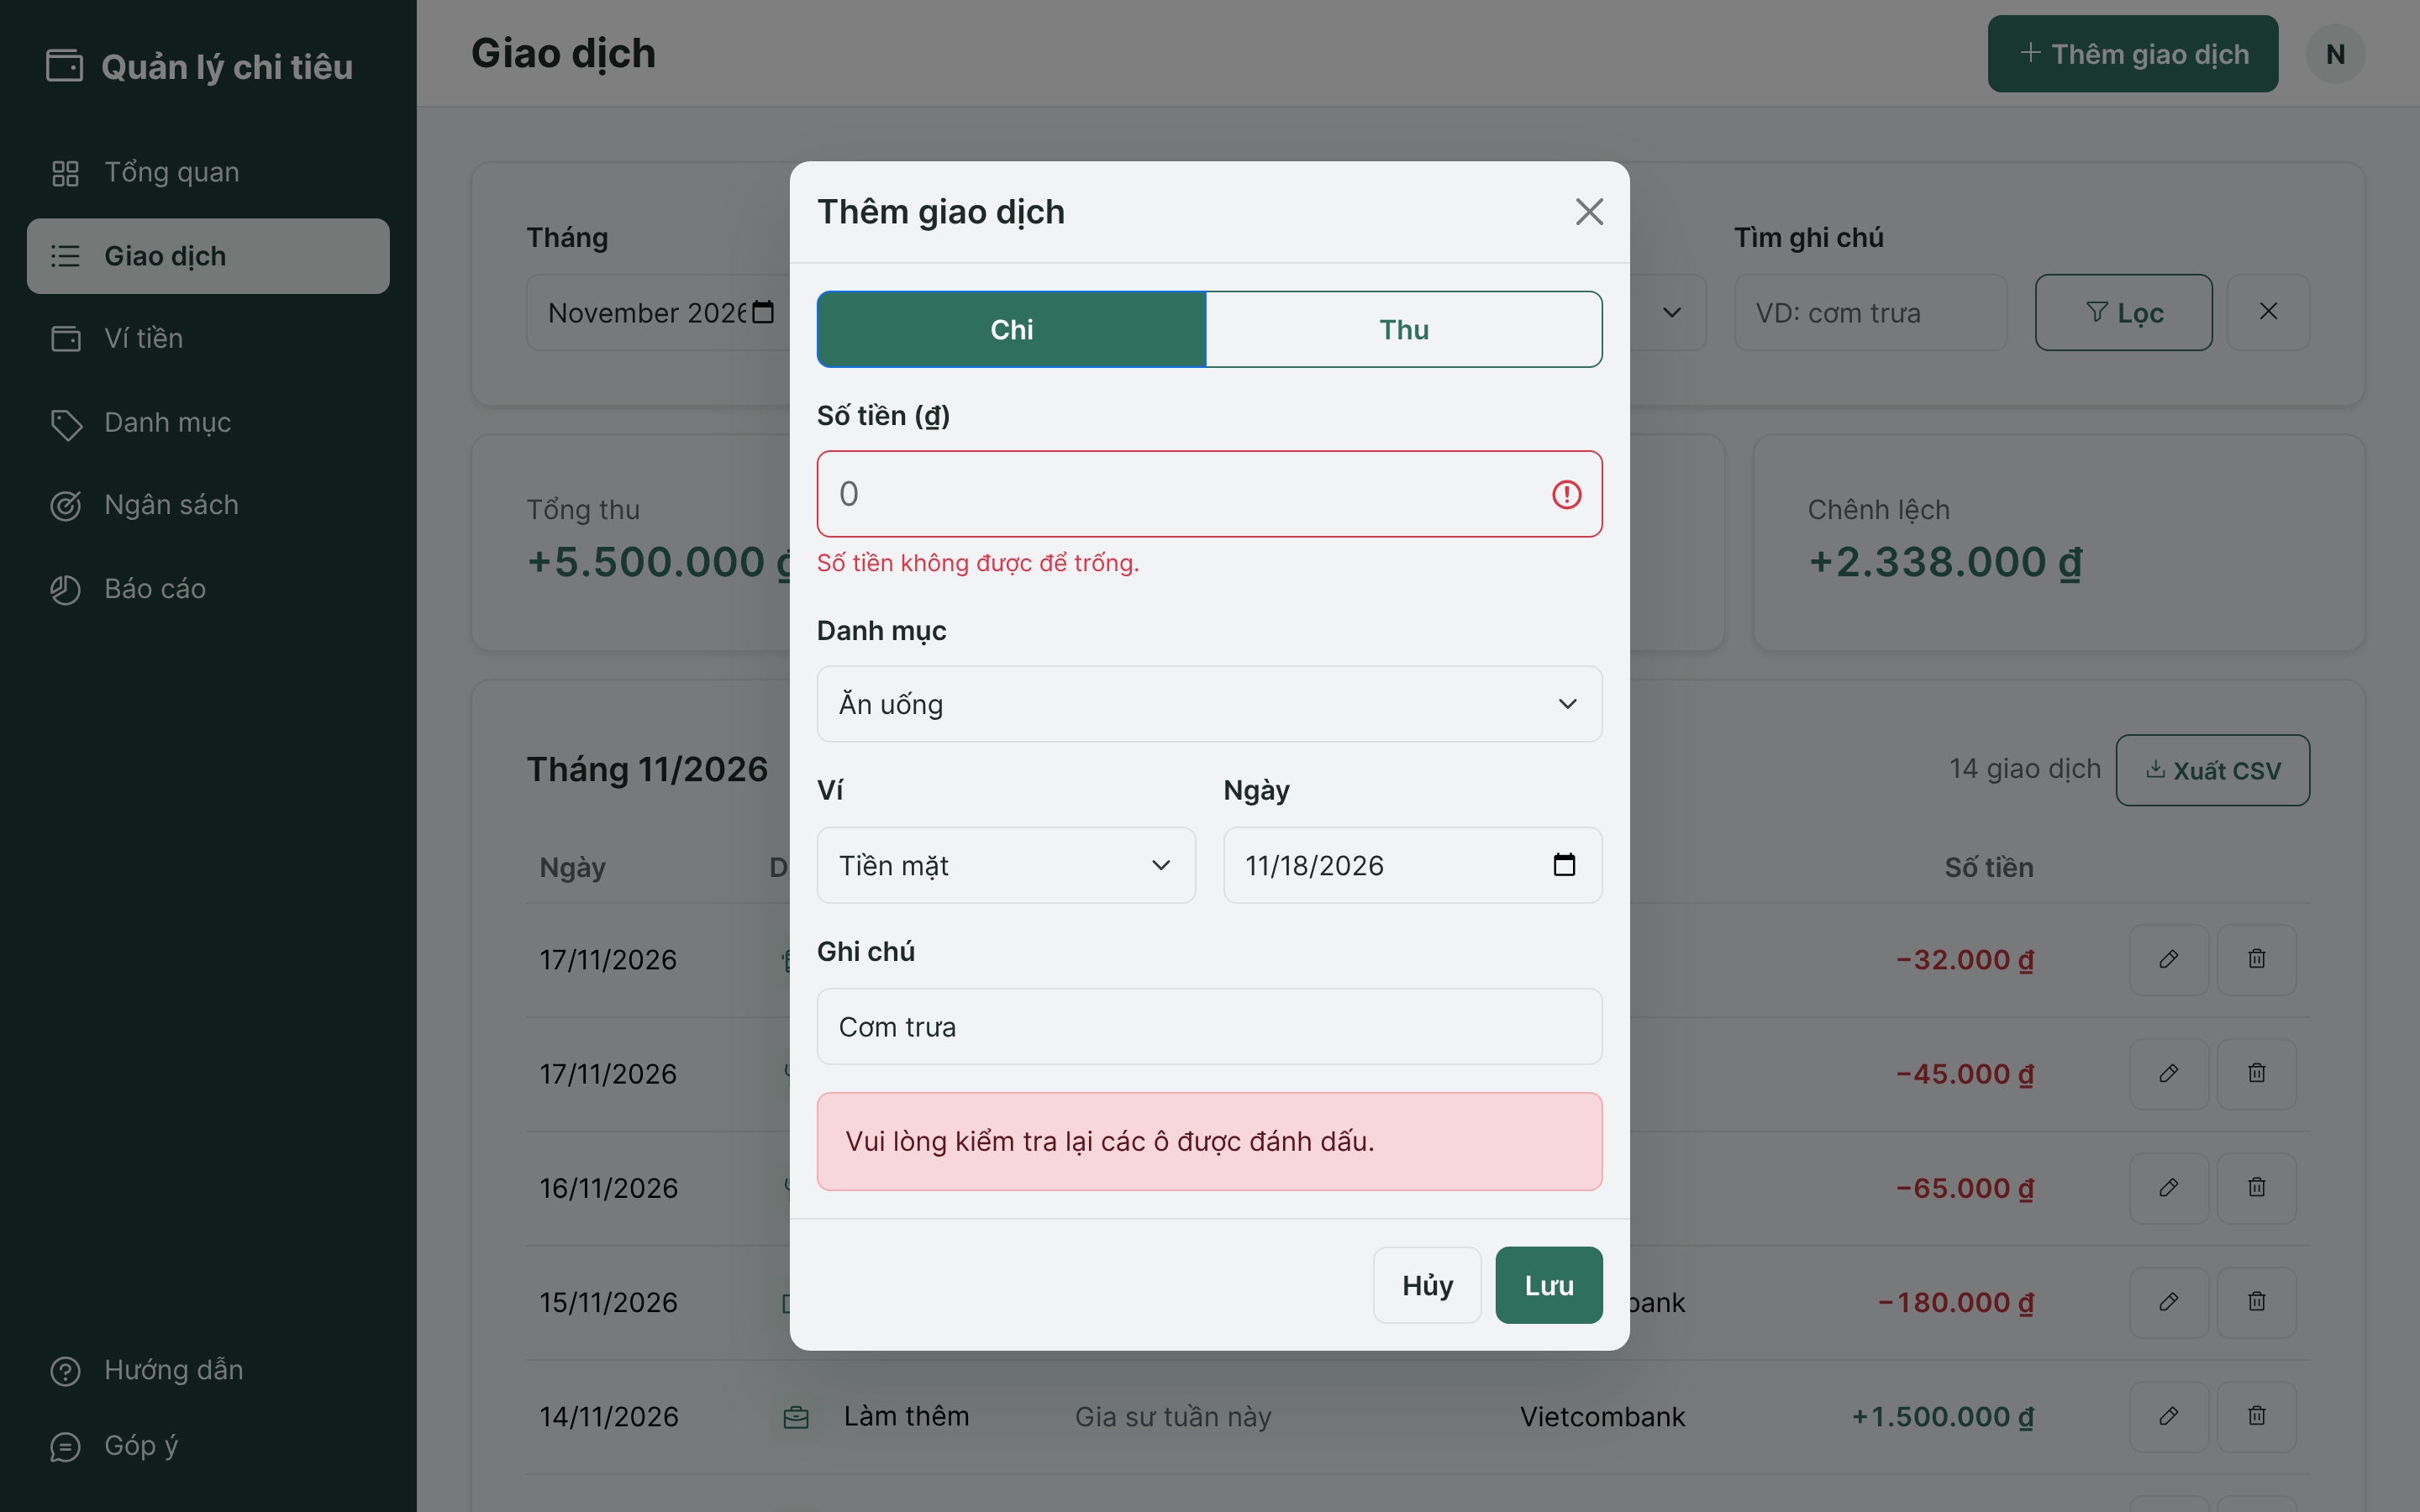 Quản lý chi tiêu
Tổng quan
Giao dịch
Ví tiền
Danh mục
Ngân sách
Báo cáo
Hướng dẫn
Góp ý
Giao dịch
Thêm giao dịch
N
Tháng
November 2026
Tìm ghi chú
VD: cơm trưa
Lọc
Tổng thu
+5.500.000
Chênh lệch
+2.338.000 ₫
Tháng 11/2026
14 giao dịch
Xuất CSV
Ngày
Số tiền
17/11/2026
−32.000 ₫
17/11/2026
−45.000 ₫
16/11/2026
−65.000 ₫
15/11/2026
−180.000 ₫
14/11/2026 Làm thêm Gia sư tuần này Vietcombank +1.500.000 ₫
Thêm giao dịch
Chi
Thu
Số tiền (₫)
0
Số tiền không được để trống.
Danh mục
Ăn uống
Ví
Ngày
Tiền mặt
11/18/2026
Ghi chú
Cơm trưa
Vui lòng kiểm tra lại các ô được đánh dấu.
Hủy
Lưu